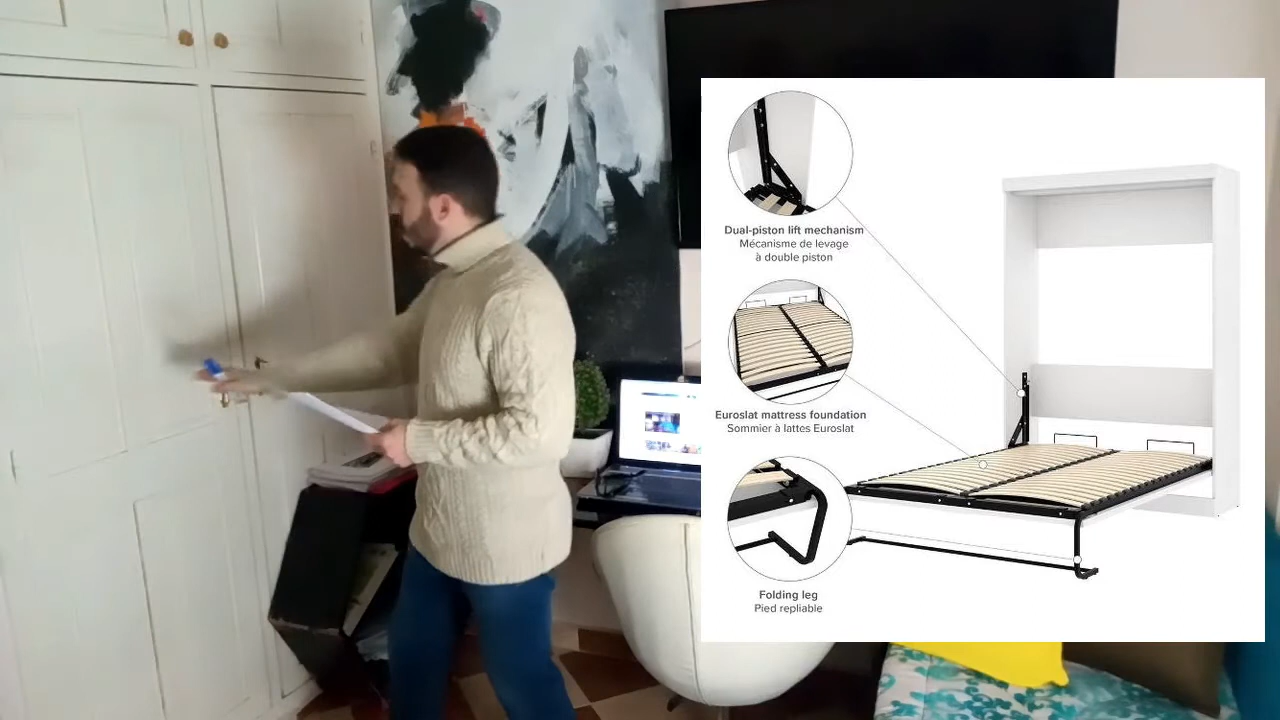 Dual-piston lift mechanism
Mécanisme de levage
à double piston
Euroslat mattress foundation
Sommier à lattes Euroslat
Folding leg
Pied repliable